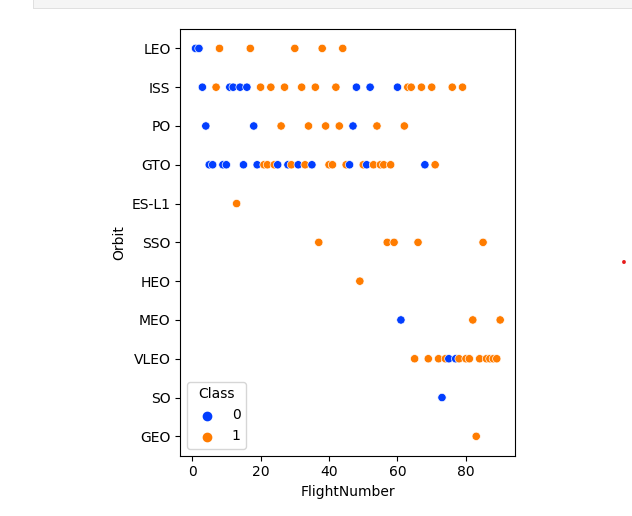 LEO
ISS
PO
GTO
ES-L1
SSO
HEO
MEO
VLEO
SO
GEO
Orbit
Class
0
1
0 20 40 60 80
FlightNumber